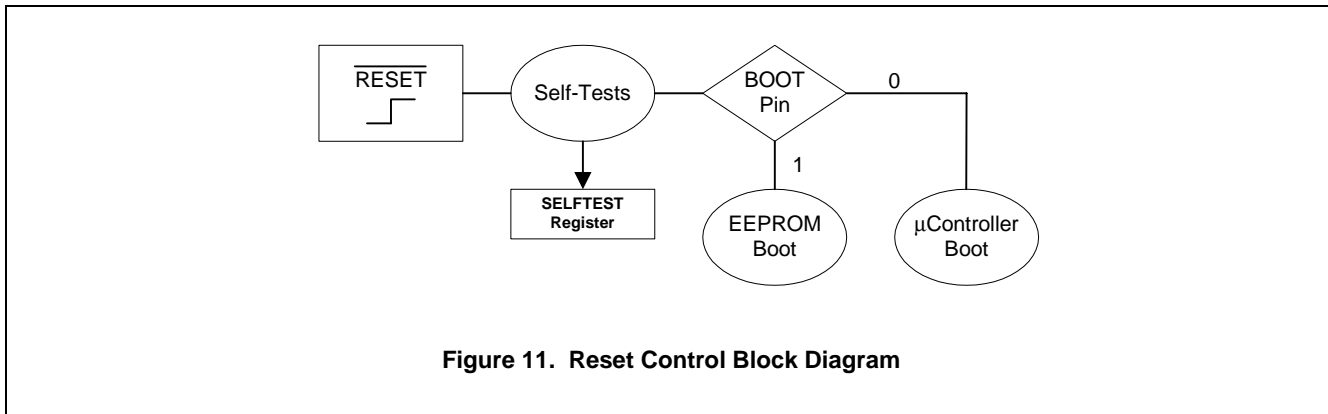 RESET
Self-Tests
BOOT
Pin
0
1
SELFTEST
Register
EEPROM
Boot
μController
Boot
Figure 11. Reset Control Block Diagram